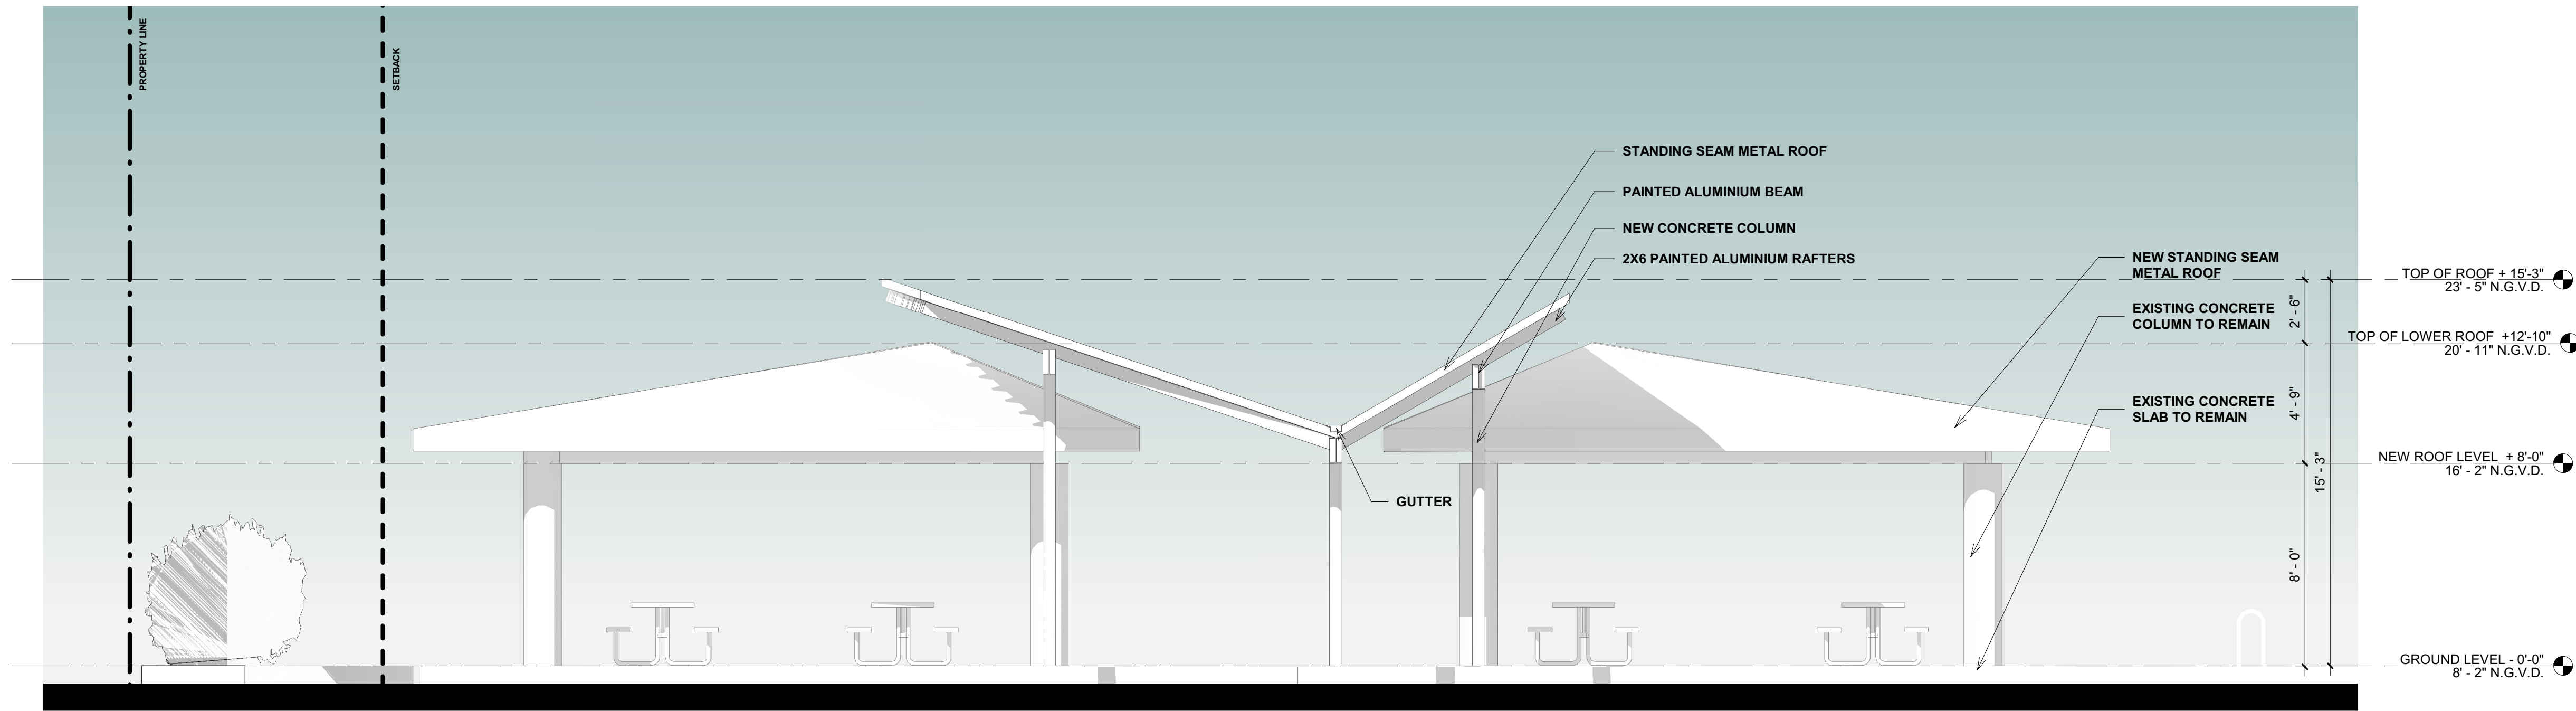 PROPERTY LINE
SETBACK
STANDING SEAM METAL ROOF
PAINTED ALUMINIUM BEAM
NEW CONCRETE COLUMN
2X6 PAINTED ALUMINIUM RAFTERS
GUTTER
NEW STANDING SEAM
METAL ROOF
EXISTING CONCRETE
COLUMN TO REMAIN
EXISTING CONCRETE
SLAB TO REMAIN
2' - 6"
4' - 9"
8' - 0"
15' - 3"
TOP OF ROOF + 15'-3"
23' - 5" N.G.V.D.
TOP OF LOWER ROOF +12'-10"
20' - 11" N.G.V.D.
NEW ROOF LEVEL + 8'-0"
16' - 2" N.G.V.D.
GROUND LEVEL - 0'-0"
8' - 2" N.G.V.D.